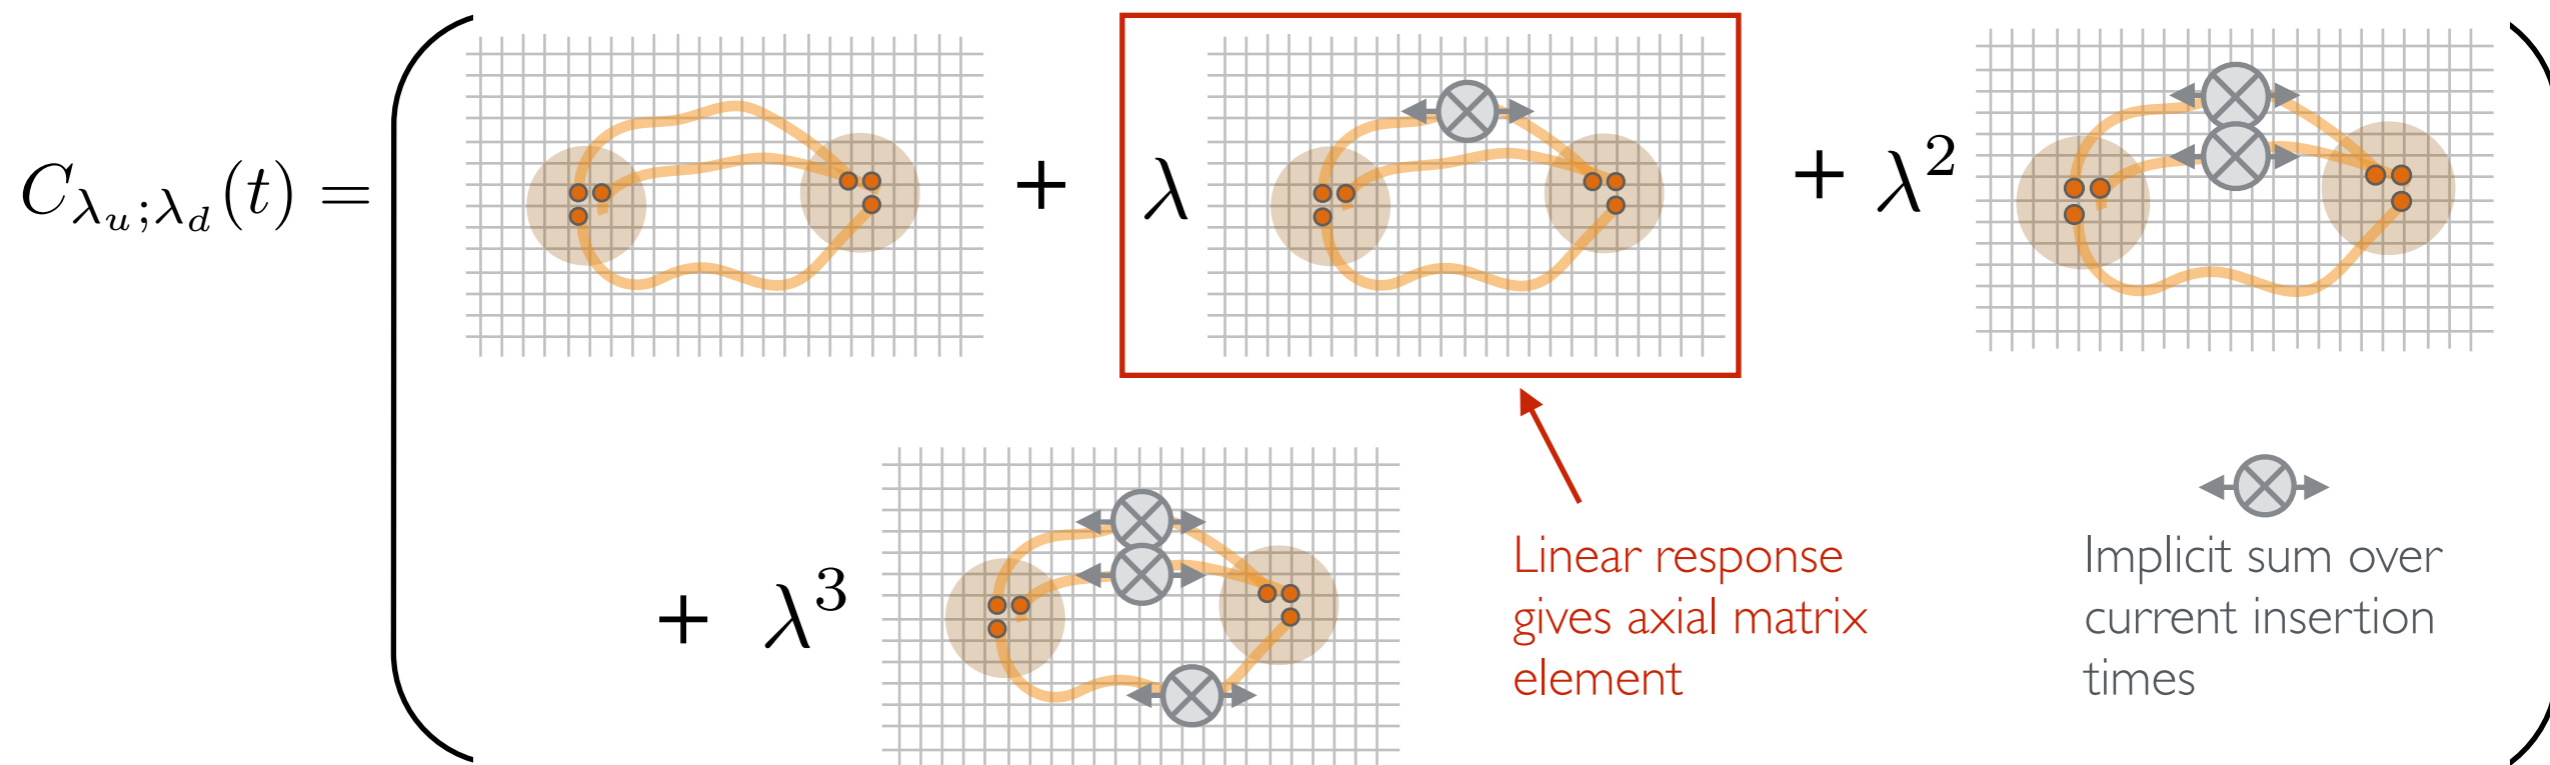 C_{λ_u;λ_d}(t) = (
+ λ
+ λ²
+ λ³
Linear response
gives axial matrix
element
Implicit sum over
current insertion
times
)